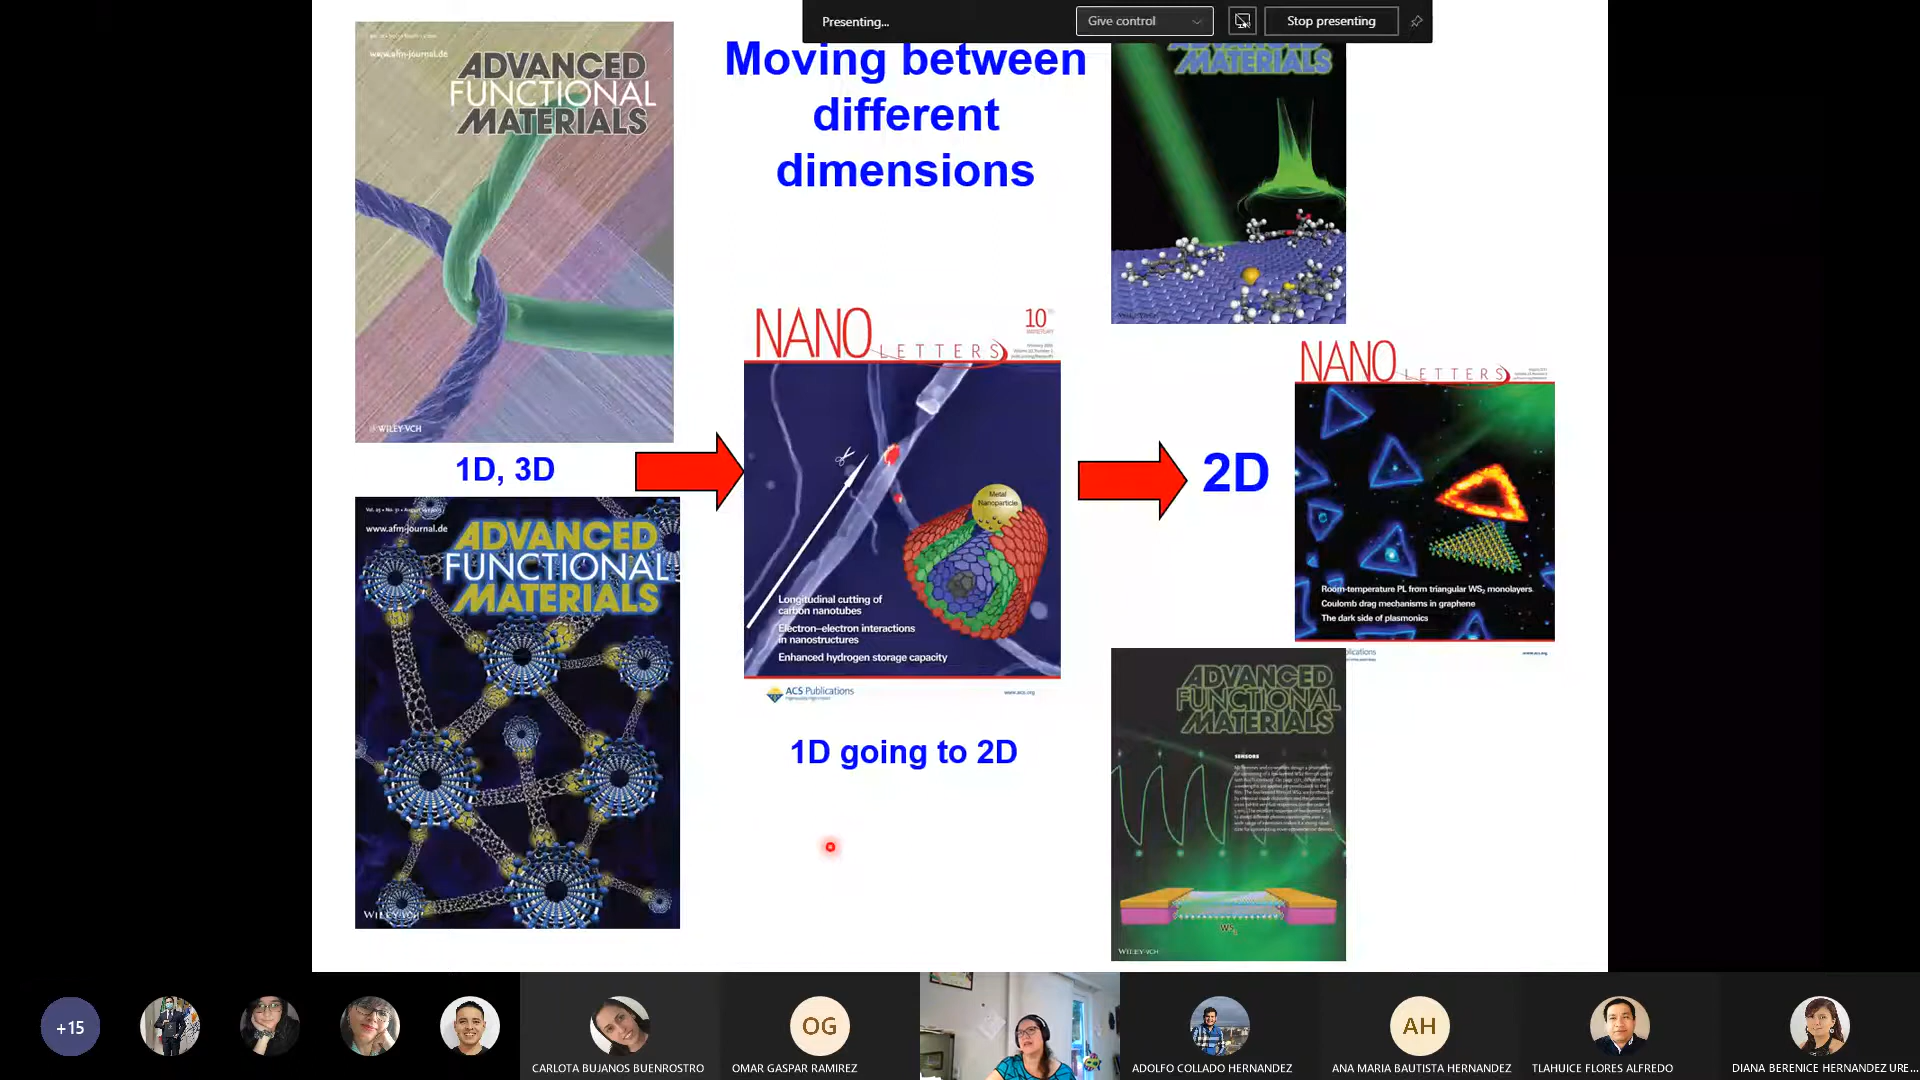 Presenting...
Give control
Stop presenting
www.afm-journal.de
ADVANCED
FUNCTIONAL
MATERIALS
WILEY-VCH
Moving between
different
dimensions
MATERIALS
1D, 3D
www.afm-journal.de
ADVANCED
FUNCTIONAL
MATERIALS
WILEY-VCH
NANO LETTERS
10
Metal
Nanoparticle
Longitudinal cutting of
carbon nanotubes
Electron–electron interactions
in nanostructures
Enhanced hydrogen storage capacity
ACS Publications
www.acs.org
1D going to 2D
2D
NANO LETTERS
Room-temperature PL from triangular WS2 monolayers
Coulomb drag mechanisms in graphene
The dark side of plasmonics
www.acs.org
ADVANCED
FUNCTIONAL
MATERIALS
SENSORS
WS2
WILEY-VCH
+15
CARLOTA BUJANOS BUENROSTRO
OG
OMAR GASPAR RAMIREZ
ADOLFO COLLADO HERNANDEZ
AH
ANA MARIA BAUTISTA HERNANDEZ
TLAHUICE FLORES ALFREDO
DIANA BERENICE HERNANDEZ URE...